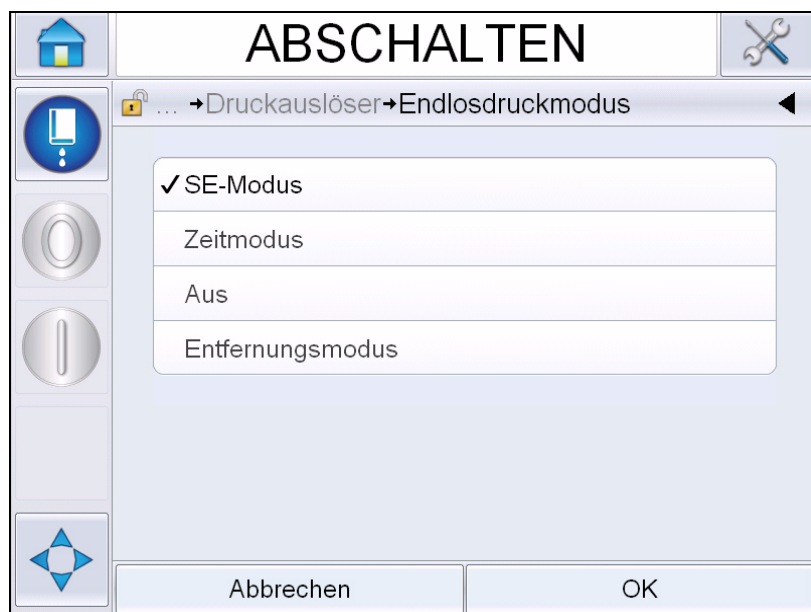 ABSCHALTEN
... →Druckauslöser→Endlosdruckmodus
✓ SE-Modus
Zeitmodus
Aus
Entfernungsmodus
Abbrechen
OK